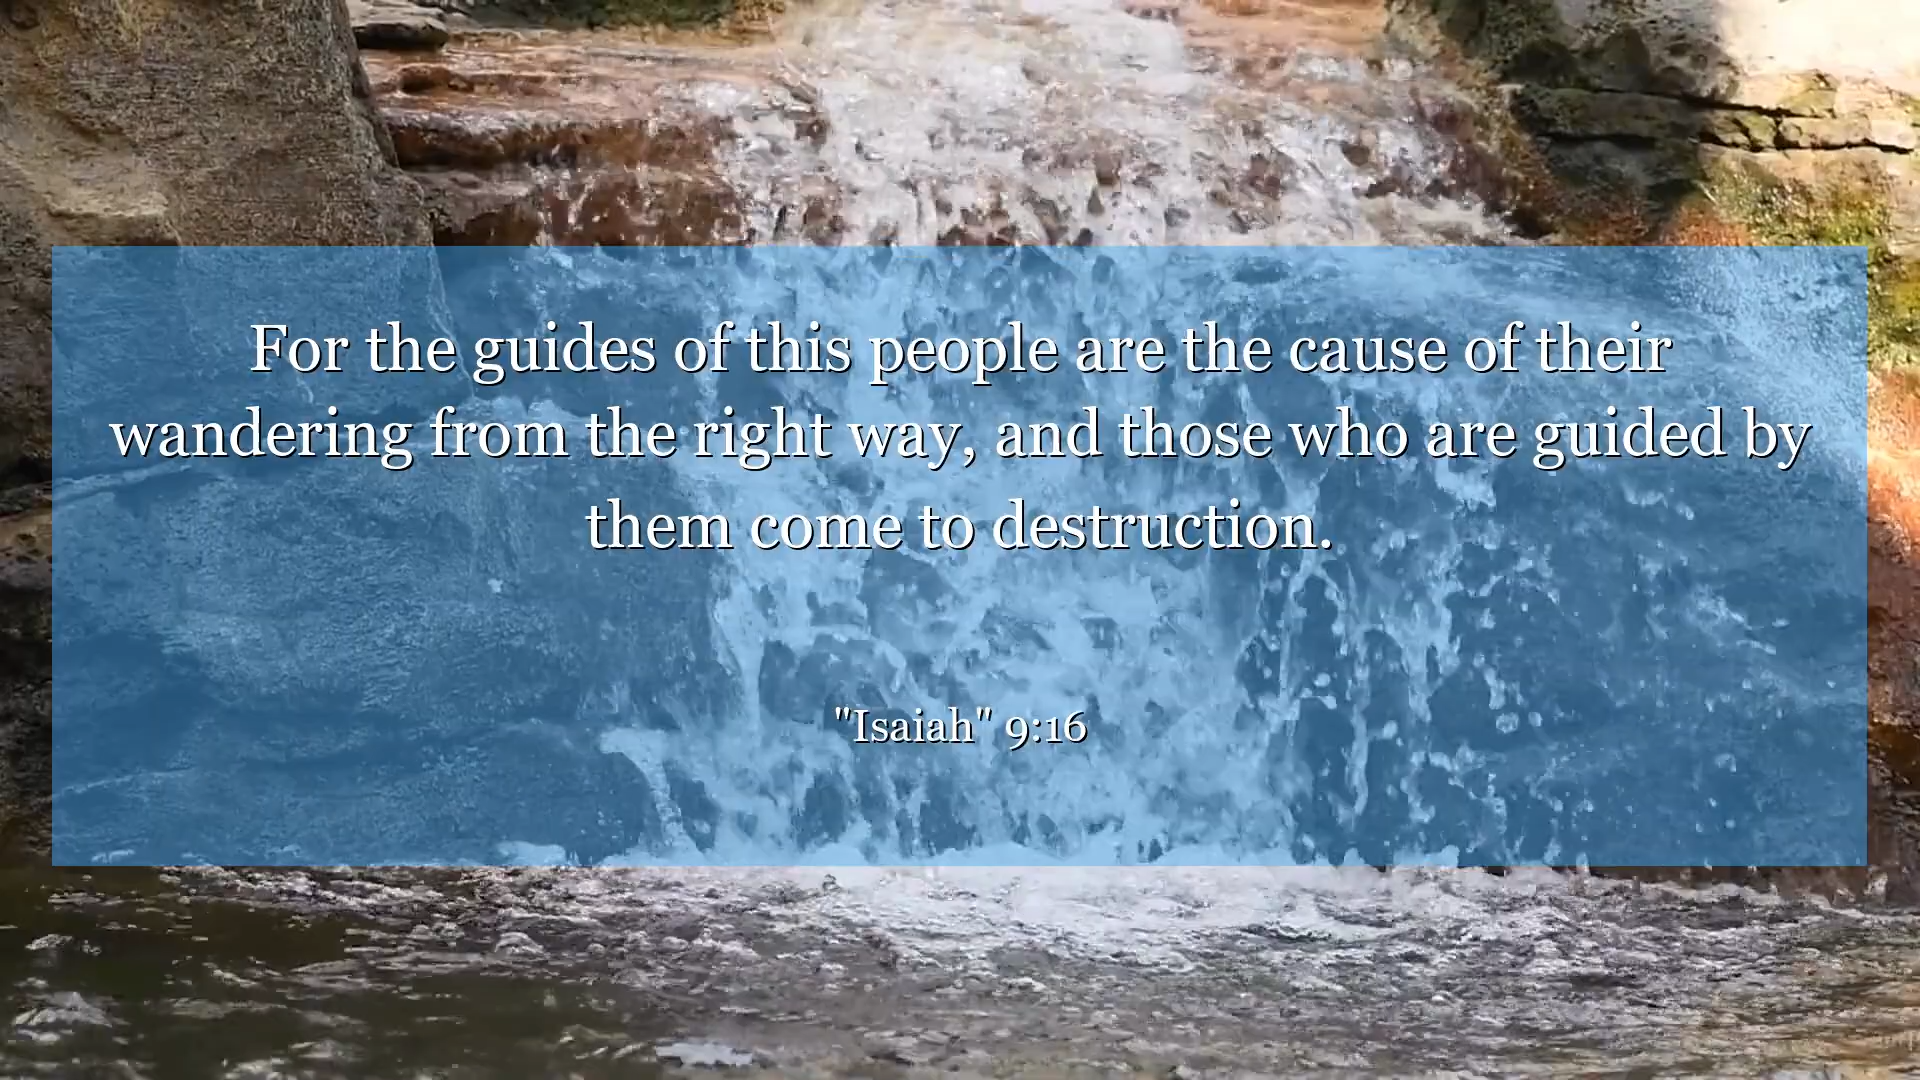 For the guides of this people are the cause of their
wandering from the right way, and those who are guided by
them come to destruction.
"Isaiah" 9:16